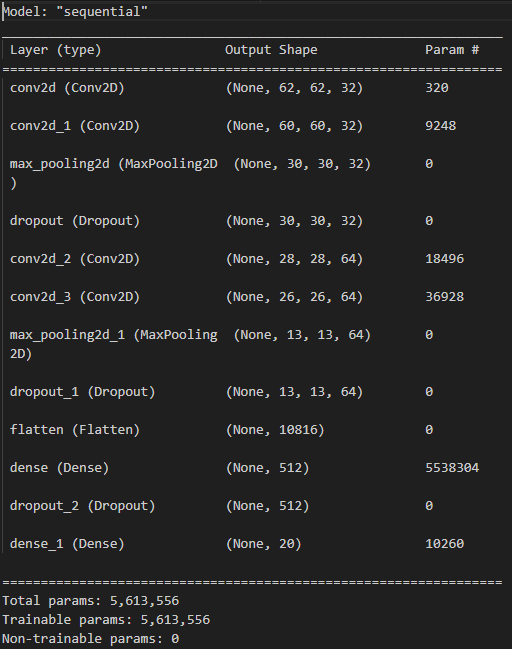 Model: "sequential"
Layer (type) Output Shape Param #
conv2d (Conv2D) (None, 62, 62, 32) 320
conv2d_1 (Conv2D) (None, 60, 60, 32) 9248
max_pooling2d (MaxPooling2D (None, 30, 30, 32) 0
)
dropout (Dropout) (None, 30, 30, 32) 0
conv2d_2 (Conv2D) (None, 28, 28, 64) 18496
conv2d_3 (Conv2D) (None, 26, 26, 64) 36928
max_pooling2d_1 (MaxPooling (None, 13, 13, 64) 0
2D)
dropout_1 (Dropout) (None, 13, 13, 64) 0
flatten (Flatten) (None, 10816) 0
dense (Dense) (None, 512) 5538304
dropout_2 (Dropout) (None, 512) 0
dense_1 (Dense) (None, 20) 10260
=================================================================
Total params: 5,613,556
Trainable params: 5,613,556
Non-trainable params: 0